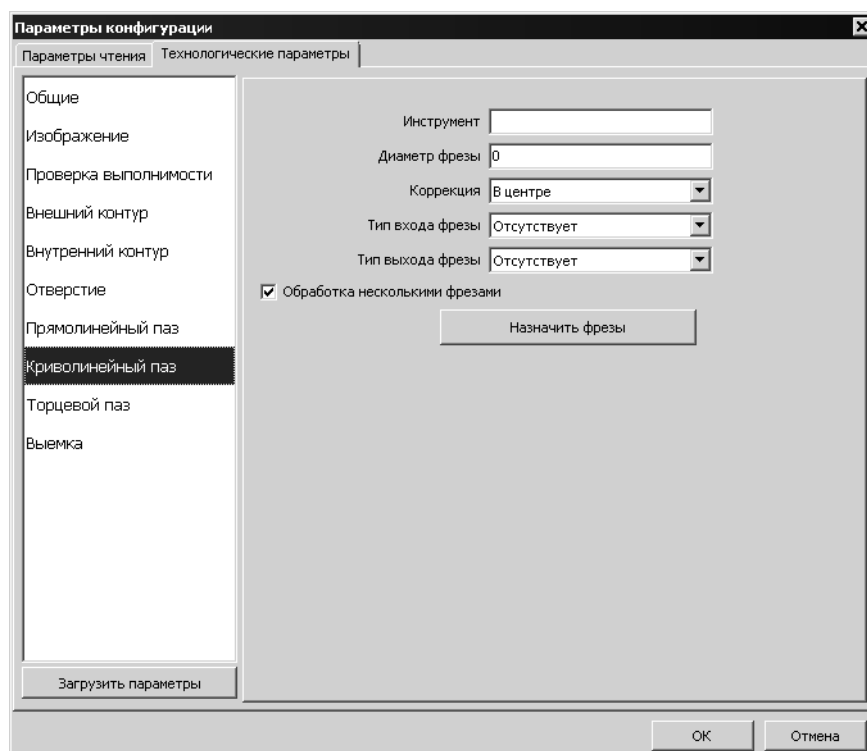 Параметры конфигурации
Параметры чтения
Технологические параметры
Общие
Изображение
Проверка выполнимости
Внешний контур
Внутренний контур
Отверстие
Прямолинейный паз
Криволинейный паз
Торцевой паз
Выемка
Загрузить параметры
Инструмент
Диаметр фрезы 0
Коррекция В центре
Тип входа фрезы Отсутствует
Тип выхода фрезы Отсутствует
Обработка несколькими фрезами
Назначить фрезы
ОК
Отмена